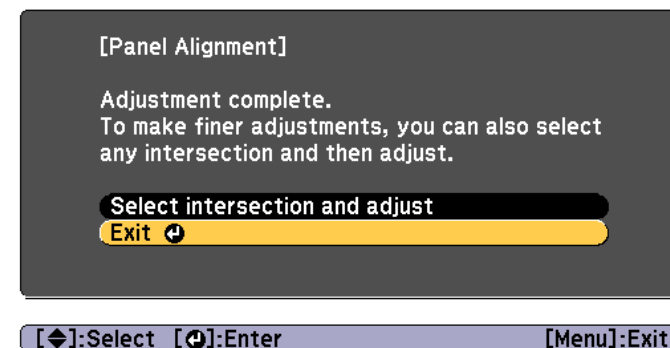 [Panel Alignment]
Adjustment complete.
To make finer adjustments, you can also select
any intersection and then adjust.
Select intersection and adjust
Exit
[◆]:Select [⏎]:Enter [Menu]:Exit